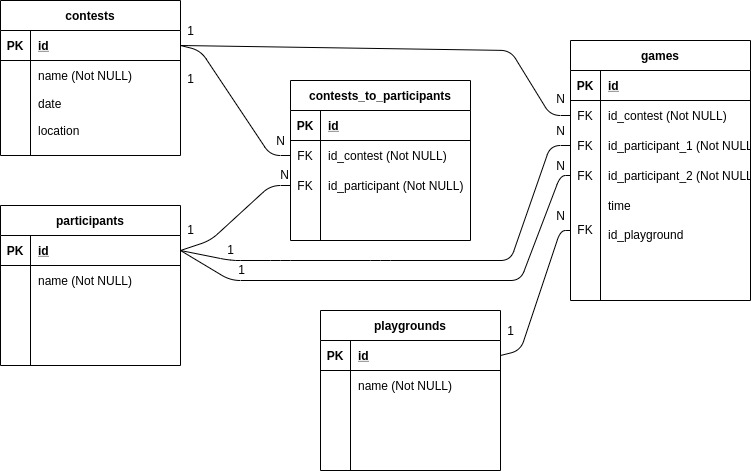 contests
PK id
name (Not NULL)
date
location
1
1
contests_to_participants
PK id
N FK id_contest (Not NULL)
N FK id_participant (Not NULL)
games
PK id
N FK id_contest (Not NULL)
N FK id_participant_1 (Not NULL
N FK id_participant_2 (Not NULL
time
N FK id_playground
participants
PK id
name (Not NULL)
1
1
1
playgrounds
PK id
name (Not NULL)
1